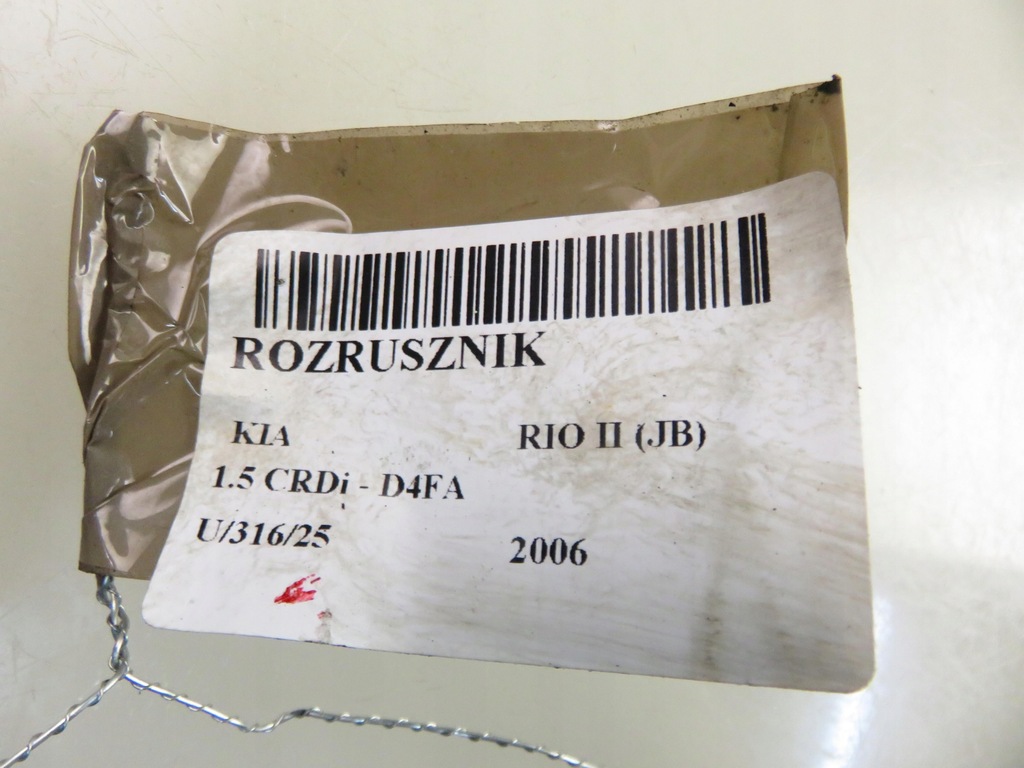 ROZRUSZNIK
KIA RIO II (JB)
1.5 CRDi - D4FA
U/316/25 2006